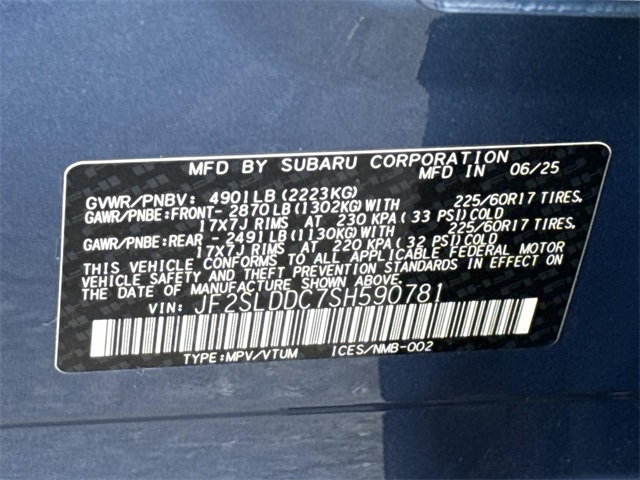 MFD BY SUBARU CORPORATION
MFD IN 06/25
GVWR/PNBV: 4901LB (2223KG)
GAWR/PNBE:FRONT- 2870LB (1302KG) WITH 225/60R17 TIRES,
17X7J RIMS AT 230 KPA (33 PSI) COLD
GAWR/PNBE:REAR - 2491LB (1130KG) WITH 225/60R17 TIRES,
17X7J RIMS AT 220 KPA (32 PSI) COLD
THIS VEHICLE CONFORMS TO ALL APPLICABLE FEDERAL MOTOR
VEHICLE SAFETY AND THEFT PREVENTION STANDARDS IN EFFECT ON
THE DATE OF MANUFACTURE SHOWN ABOVE.
VIN: JF2SLDDC7SH590781
TYPE:MPV/VTUM ICES/NMB-002